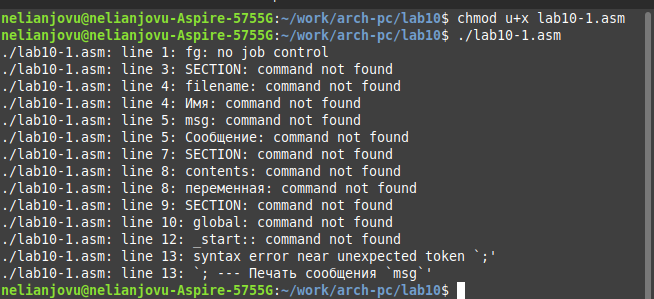 nelianjovu@nelianjovu-Aspire-5755G:~/work/arch-pc/lab10$ chmod u+x lab10-1.asm
nelianjovu@nelianjovu-Aspire-5755G:~/work/arch-pc/lab10$ ./lab10-1.asm
./lab10-1.asm: line 1: fg: no job control
./lab10-1.asm: line 3: SECTION: command not found
./lab10-1.asm: line 4: filename: command not found
./lab10-1.asm: line 4: Имя: command not found
./lab10-1.asm: line 5: msg: command not found
./lab10-1.asm: line 5: Сообщение: command not found
./lab10-1.asm: line 7: SECTION: command not found
./lab10-1.asm: line 8: contents: command not found
./lab10-1.asm: line 8: переменная: command not found
./lab10-1.asm: line 9: SECTION: command not found
./lab10-1.asm: line 10: global: command not found
./lab10-1.asm: line 12: _start:: command not found
./lab10-1.asm: line 13: syntax error near unexpected token `;'
./lab10-1.asm: line 13: `; --- Печать сообщения `msg`'
nelianjovu@nelianjovu-Aspire-5755G:~/work/arch-pc/lab10$